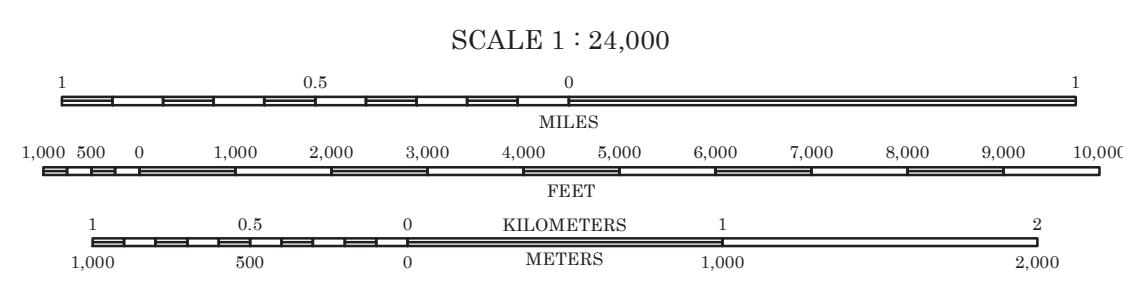 SCALE 1 : 24,000
1 0.5 0 1
MILES
1,000 500 0 1,000 2,000 3,000 4,000 5,000 6,000 7,000 8,000 9,000 10,000
FEET
1 0.5 0 KILOMETERS 1 2
1,000 500 0 METERS 1,000 2,000